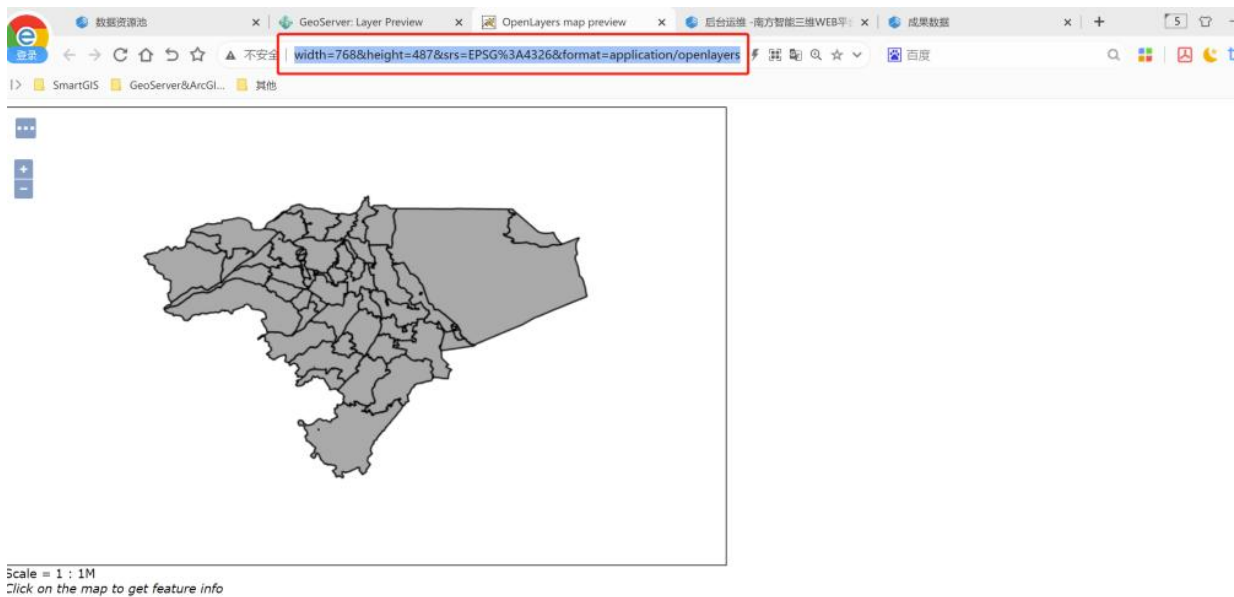 数据资源池
GeoServer: Layer Preview
OpenLayers map preview
后台运维 -南方智能三维WEB平
成果数据
5
登录
不安全
width=768&height=487&srs=EPSG%3A4326&format=application/openlayers
百度
SmartGIS
GeoServer&ArcGI...
其他
Scale = 1 : 1M
Click on the map to get feature info